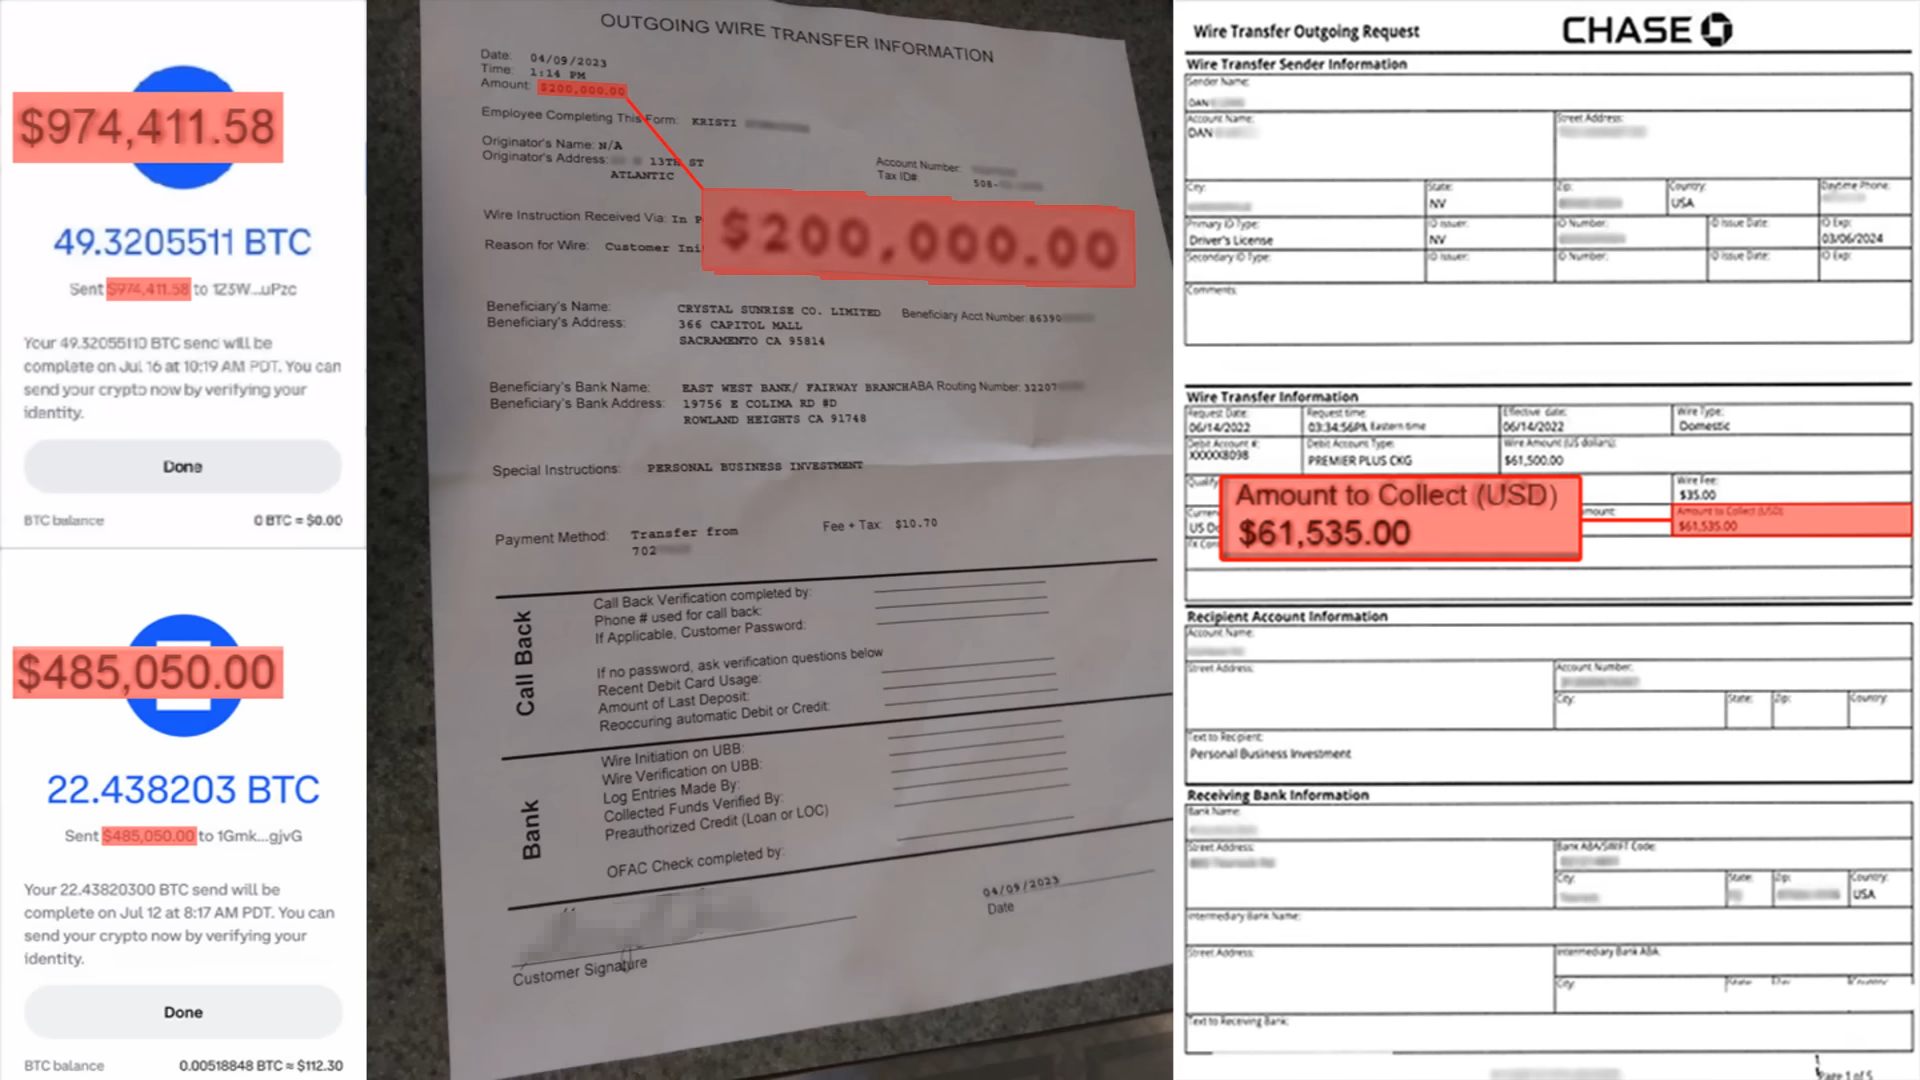 $974,411.58
49.3205511 BTC
Sent $974,411.58 to 1Z3W...uPzc
Your 49.32055110 BTC send will be
complete on Jul 16 at 10:19 AM PDT. You can
send your crypto now by verifying your
identity.
Done
BTC balance 0 BTC = $0.00
$485,050.00
22.438203 BTC
Sent $485,050.00 to 1Gmk...gjvG
Your 22.43820300 BTC send will be
complete on Jul 12 at 8:17 AM PDT. You can
send your crypto now by verifying your
identity.
Done
BTC balance 0.00518848 BTC ≈ $112.30
OUTGOING WIRE TRANSFER INFORMATION
Date: 04/09/2023
Time: 1:14 PM
Amount: $200,000.00
Employee Completing This Form: KRISTI
Originator's Name: N/A
Originator's Address: 13TH ST
ATLANTIC
Account Number:
Tax ID#: 508-
Wire Instruction Received Via: In P
Reason for Wire: Customer Ini
$200,000.00
Beneficiary's Name: CRYSTAL SUNRISE CO. LIMITED Beneficiary Acct Number: 86390
Beneficiary's Address: 366 CAPITOL MALL
SACRAMENTO CA 95814
Beneficiary's Bank Name: EAST WEST BANK/ FAIRWAY BRANCH ABA Routing Number: 32207
Beneficiary's Bank Address: 19756 E COLIMA RD #D
ROWLAND HEIGHTS CA 91748
Special Instructions: PERSONAL BUSINESS INVESTMENT
Payment Method: Transfer from Fee + Tax: $10.70
702
Call Back
Call Back Verification completed by:
Phone # used for call back:
If Applicable, Customer Password:
If no password, ask verification questions below
Recent Debit Card Usage:
Amount of Last Deposit:
Reoccuring automatic Debit or Credit:
Bank
Wire Initiation on UBB:
Wire Verification on UBB:
Log Entries Made By:
Collected Funds Verified By:
Preauthorized Credit (Loan or LOC)
OFAC Check completed by:
04/09/2023
Customer Signature Date
Wire Transfer Outgoing Request CHASE
Wire Transfer Sender Information
Sender Name:
DAN
Account Name: Street Address:
DAN
City: State: Zip: Country: Daytime Phone:
NV USA
Primary ID Type: ID Issuer: ID Number: ID Issue Date: ID Exp:
Driver's License NV 03/06/2024
Secondary ID Type: ID Issuer: ID Number: ID Issue Date: ID Exp:
Comments:
Wire Transfer Information
Request Date: Request time: Effective date: Wire Type:
06/14/2022 03:34:56PM Eastern time 06/14/2022 Domestic
Debit Account #: Debit Account Type: Wire Amount (US dollars):
XXXXX8098 PREMIER PLUS CKG $61,500.00
Wire Fee:
$35.00
Amount to Collect (USD)
$61,535.00
Amount to Collect (USD):
US Do $61,535.00
Recipient Account Information
Account Name:
Street Address: Account Number:
City: State: Zip: Country:
Text to Recipient:
Personal Business Investment
Receiving Bank Information
Bank Name:
Street Address: Bank ABA/SWIFT Code:
City: State: Zip: Country:
USA
Intermediary Bank Name:
Street Address: Intermediary Bank ABA:
City:
Text to Receiving Bank:
Page 1 of 5